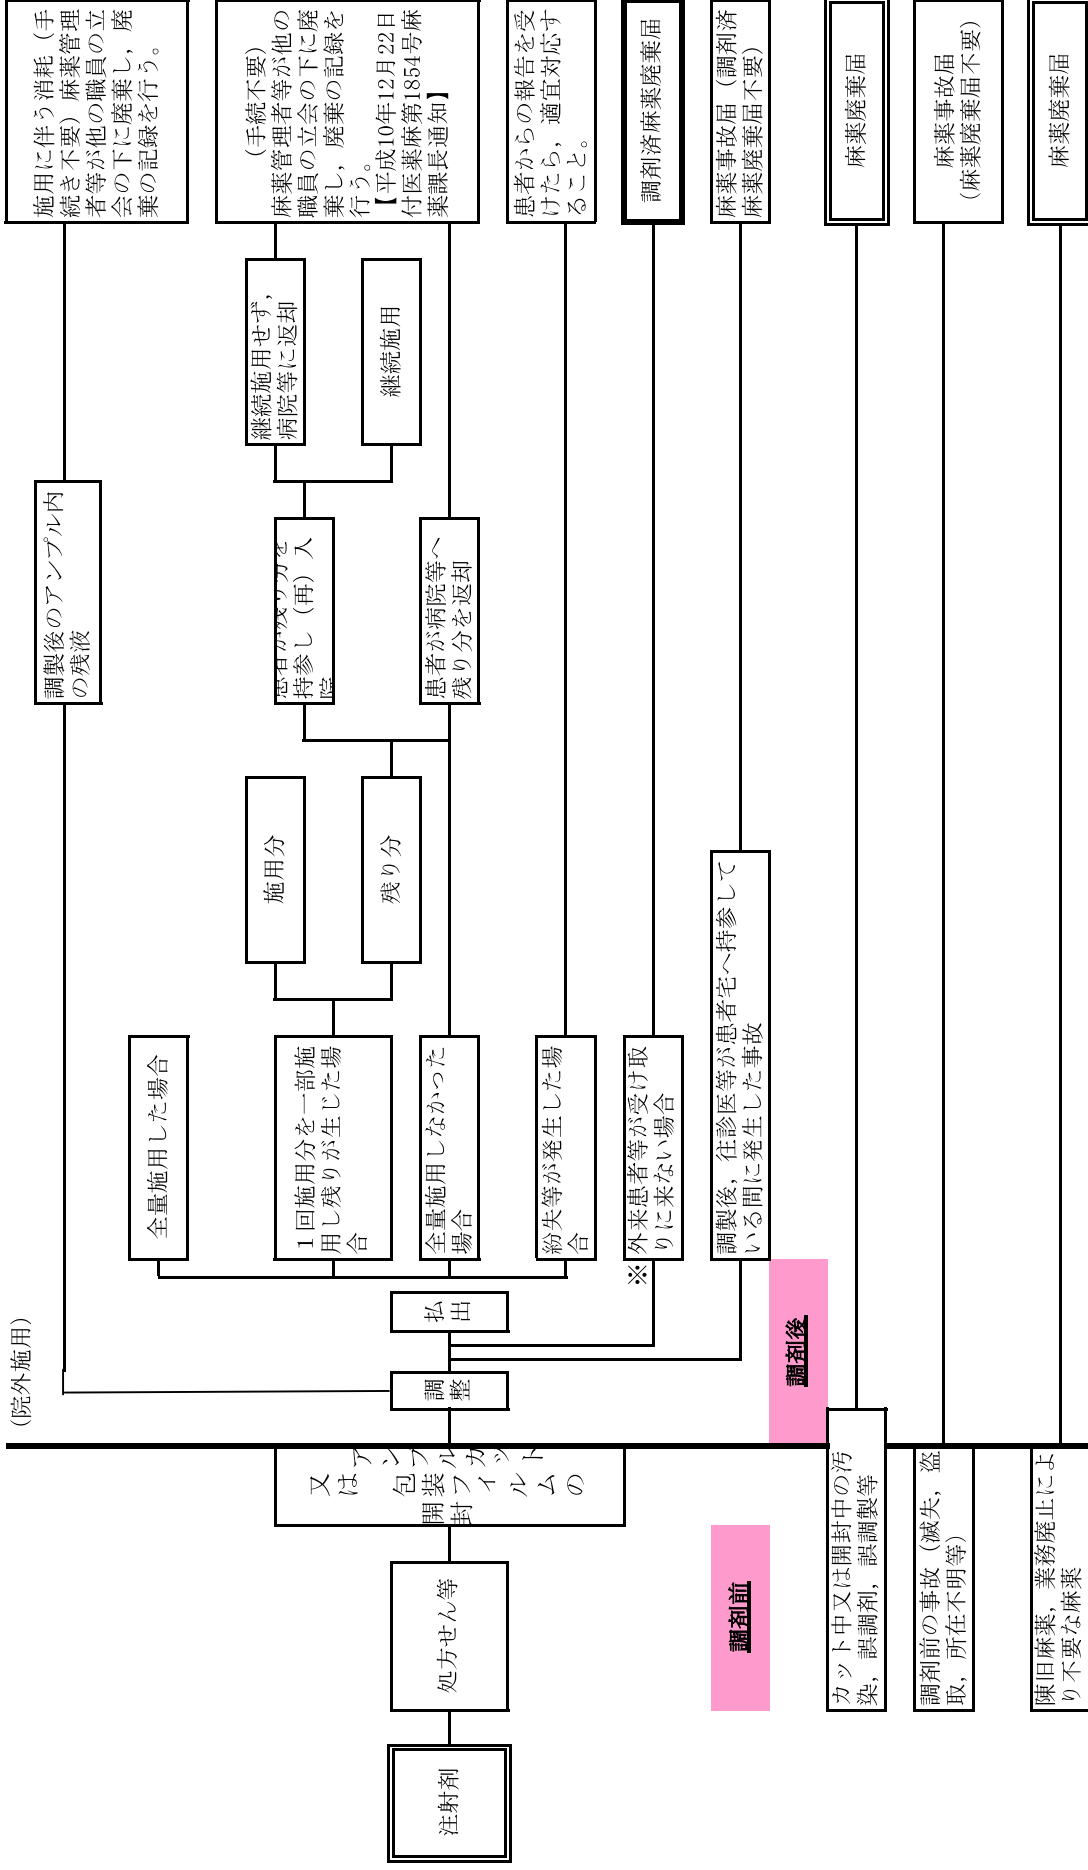 (院外施用)
調製後のアンプル内
の残液
施用に伴う消耗（手
続き不要）麻薬管理
者等が他の職員の立
会の下に廃棄し，廃
棄の記録を行う。
注射剤
処方せん等
アンプルカット
又は　包装フィルムの
開封
調
整
払
出
全量施用した場合
１回施用分を一部施
用し残りが生じた場
合
施用分
残り分
患者が残り分を
持参し（再）入
院
継続施用せず，
病院等に返却
継続施用
（手続不要）
麻薬管理者等が他の
職員の立会の下に廃
棄し，廃棄の記録を
行う。
【平成10年12月22日
付医薬麻第1854号麻
薬課長通知】
全量施用しなかった
場合
患者が病院等へ
残り分を返却
紛失等が発生した場
合
患者からの報告を受
けたら，適宜対応す
ること。
※
外来患者等が受け取
りに来ない場合
調剤済麻薬廃棄届
調製後，往診医等が患者宅へ持参して
いる間に発生した事故
麻薬事故届（調剤済
麻薬廃棄届不要）
調剤前
調剤後
カット中又は開封中の汚
染，誤調剤，誤調製等
麻薬廃棄届
調剤前の事故（滅失，盗
取，所在不明等）
麻薬事故届
(麻薬廃棄届不要)
陳旧麻薬，業務廃止によ
り不要な麻薬
麻薬廃棄届